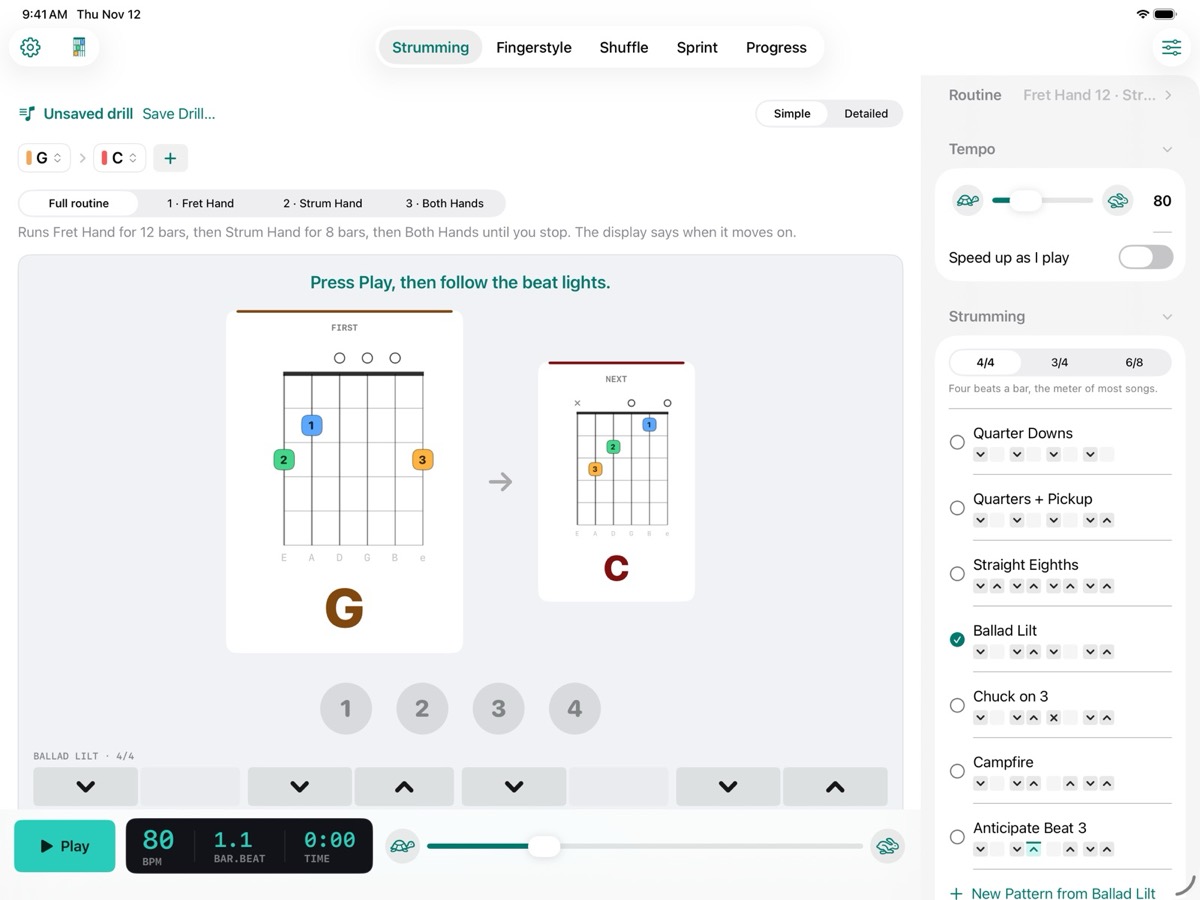 9:41 AM Thu Nov 12
Strumming Fingerstyle Shuffle Sprint Progress
Unsaved drill Save Drill...
Simple Detailed
G C
Full routine 1 · Fret Hand 2 · Strum Hand 3 · Both Hands
Runs Fret Hand for 12 bars, then Strum Hand for 8 bars, then Both Hands until you stop. The display says when it moves on.
Press Play, then follow the beat lights.
FIRST
1
2 3
E A D G B e
G
NEXT
×
1
2
3
E A D G B e
C
1 2 3 4
BALLAD LILT · 4/4
Play
80 1.1 0:00
BPM BAR.BEAT TIME
Routine Fret Hand 12 · Str...
Tempo
80
Speed up as I play
Strumming
4/4 3/4 6/8
Four beats a bar, the meter of most songs.
Quarter Downs
Quarters + Pickup
Straight Eighths
Ballad Lilt
Chuck on 3
Campfire
Anticipate Beat 3
+ New Pattern from Ballad Lilt